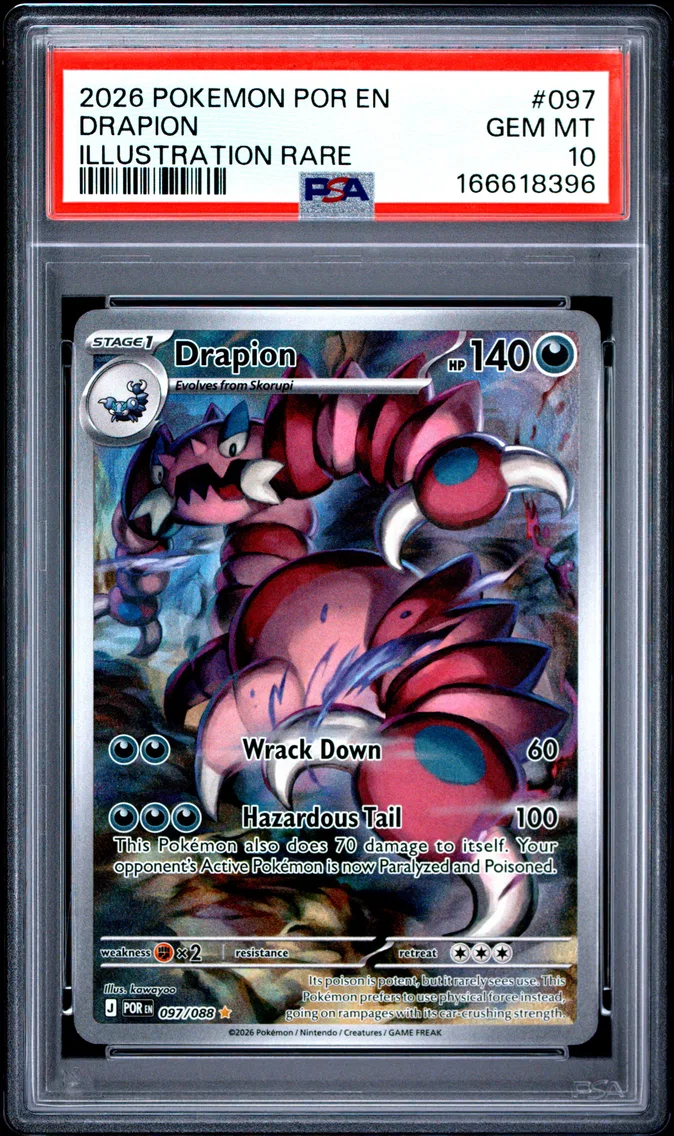 2026 POKEMON POR EN #097
DRAPION GEM MT
ILLUSTRATION RARE 10
PSA 166618396
STAGE 1 Drapion HP 140
Evolves from Skorupi
Wrack Down 60
Hazardous Tail 100
This Pokémon also does 70 damage to itself. Your
opponent's Active Pokémon is now Paralyzed and Poisoned.
weakness ×2 resistance retreat
Illus. kawayoo
Its poison is potent, but it rarely sees use. This
Pokémon prefers to use physical force instead,
going on rampages with its car-crushing strength.
J POR EN 097/088
©2026 Pokémon / Nintendo / Creatures / GAME FREAK
PSA